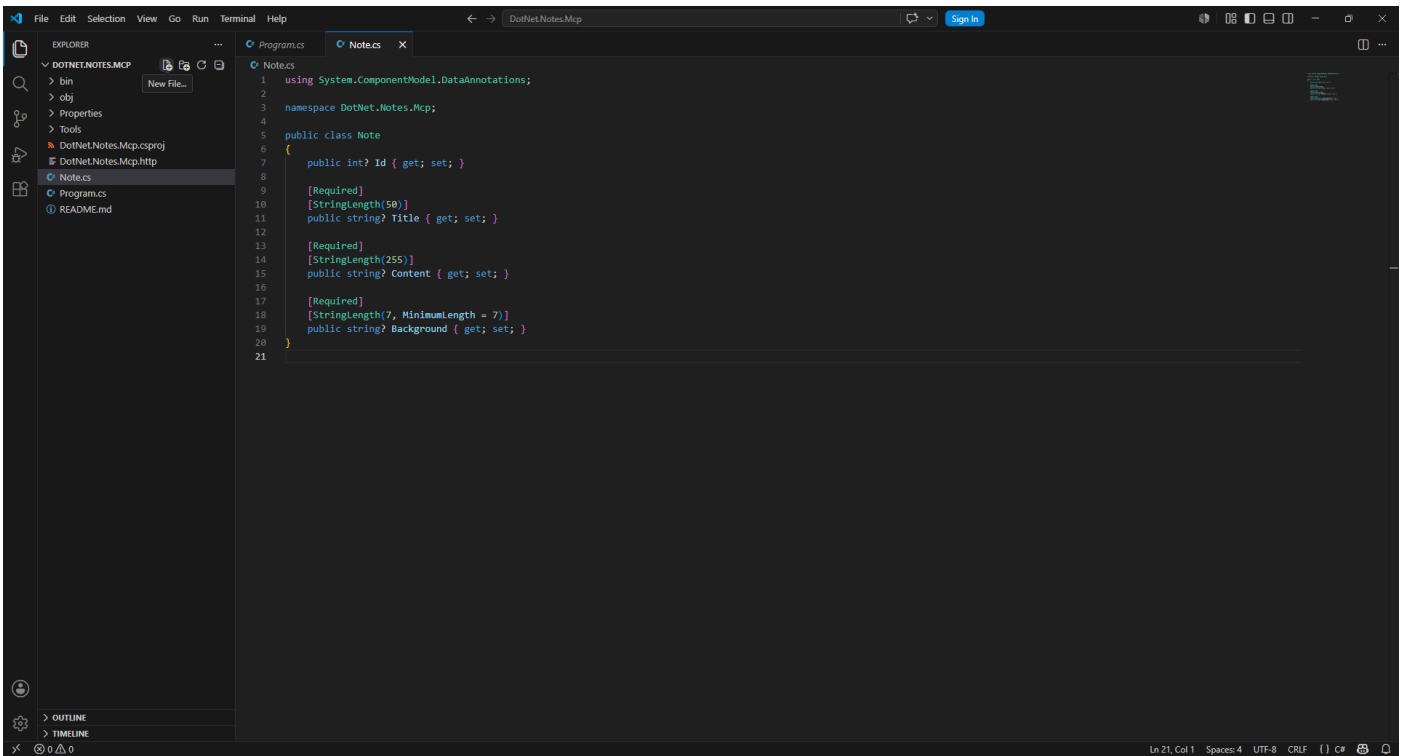 File Edit Selection View Go Run Terminal Help
DotNet.Notes.Mcp
Sign In
EXPLORER
Program.cs
Note.cs
DOTNET.NOTES.MCP
New File...
bin
obj
Properties
Tools
DotNet.Notes.Mcp.csproj
DotNet.Notes.Mcp.http
Note.cs
Program.cs
README.md
Note.cs
1 using System.ComponentModel.DataAnnotations;
2
3 namespace DotNet.Notes.Mcp;
4
5 public class Note
6 {
7 public int? Id { get; set; }
8
9 [Required]
10 [StringLength(50)]
11 public string? Title { get; set; }
12
13 [Required]
14 [StringLength(255)]
15 public string? Content { get; set; }
16
17 [Required]
18 [StringLength(7, MinimumLength = 7)]
19 public string? Background { get; set; }
20 }
21
OUTLINE
TIMELINE
0 0
Ln 21, Col 1 Spaces: 4 UTF-8 CRLF { } C#